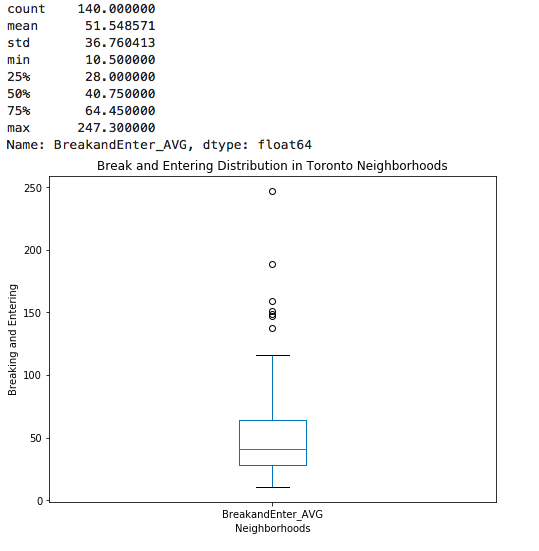 count 140.000000
mean 51.548571
std 36.760413
min 10.500000
25% 28.000000
50% 40.750000
75% 64.450000
max 247.300000
Name: BreakandEnter_AVG, dtype: float64
Break and Entering Distribution in Toronto Neighborhoods
250
200
150
100
50
0
Breaking and Entering
BreakandEnter_AVG
Neighborhoods